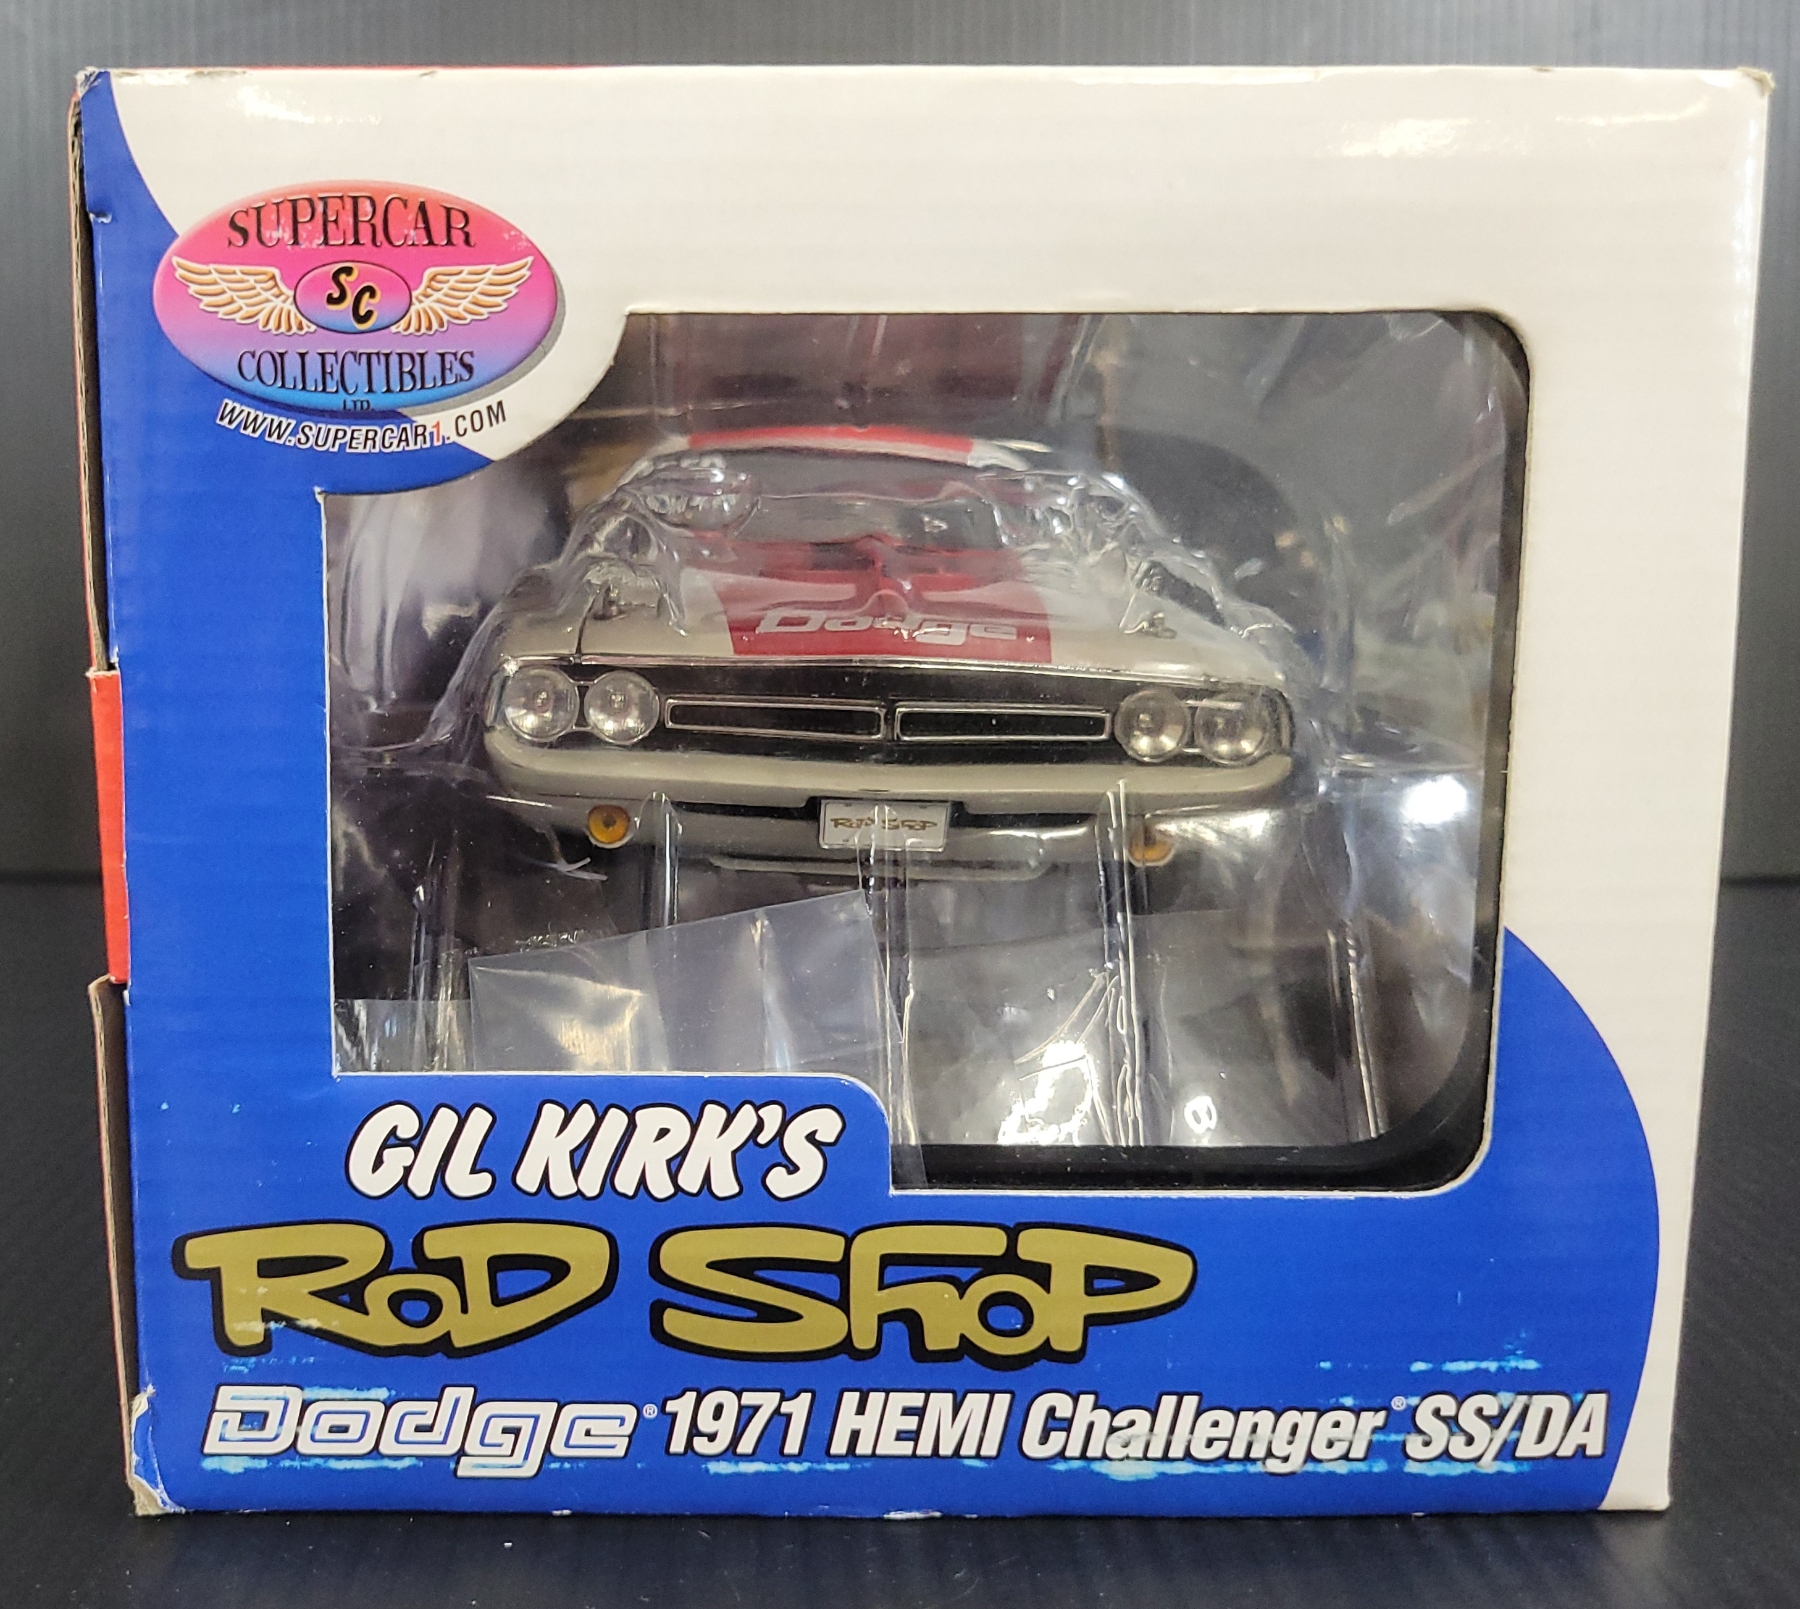 SUPERCAR
SC
COLLECTIBLES
LTD.
WWW.SUPERCAR1.COM
Dodge
ROD SHOP
GIL KIRK'S
ROD SHOP
Dodge® 1971 HEMI Challenger® SS/DA